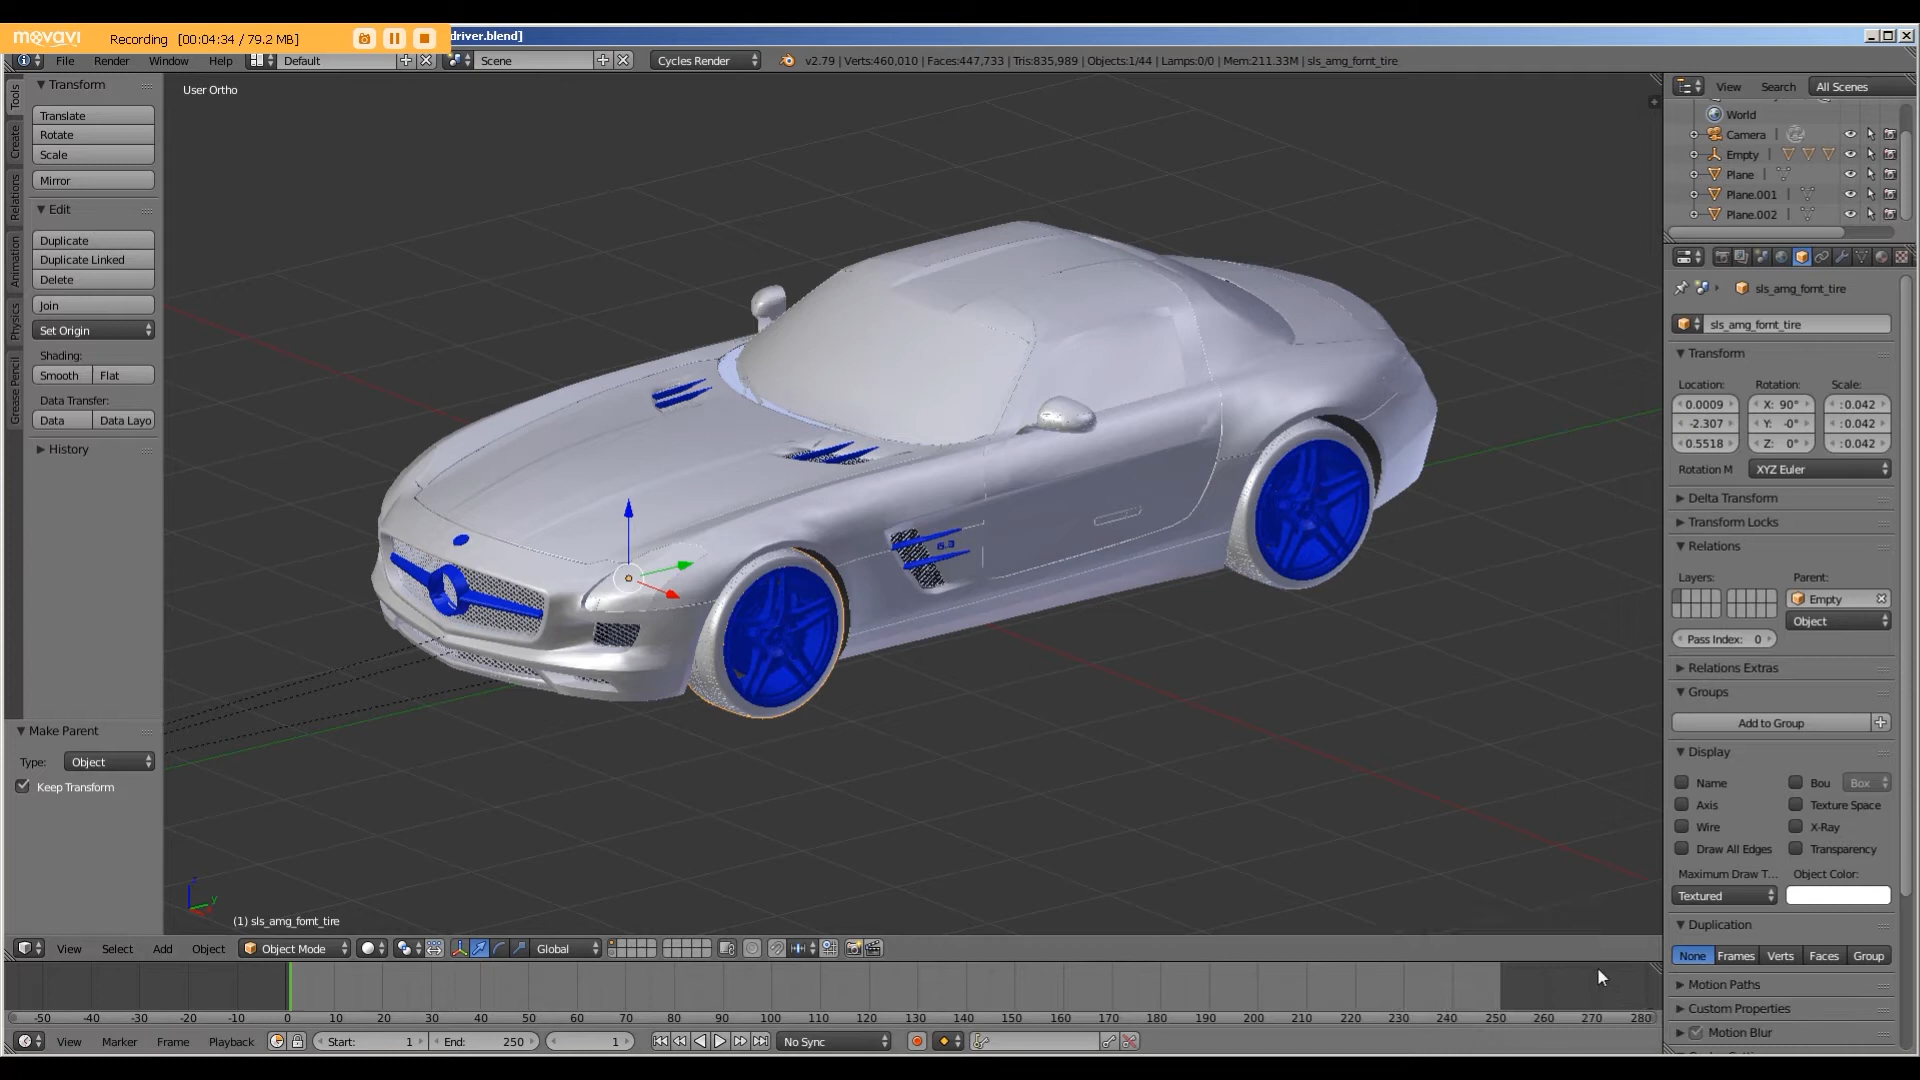 movavi Recording [00:04:34 / 79.2 MB] driver.blend]
File Render Window Help Default Scene Cycles Render v2.79 | Verts:460,010 | Faces:447,733 | Tris:835,989 | Objects:1/44 | Lamps:0/0 | Mem:211.33M | sls_amg_fornt_tire
Tools
Create
Relations
Animation
Physics
Grease Pencil
Transform
Translate
Rotate
Scale
Mirror
Edit
Duplicate
Duplicate Linked
Delete
Join
Set Origin
Shading:
Smooth Flat
Data Transfer:
Data Data Layo
History
Make Parent
Type: Object
Keep Transform
User Ortho
6.3
z
y
(1) sls_amg_fornt_tire
View Search All Scenes
World
Camera |
Empty |
Plane |
Plane.001 |
Plane.002 |
sls_amg_fornt_tire
sls_amg_fornt_tire
Transform
Location: Rotation: Scale:
0.0009 X: 90° :0.042
-2.307 Y: -0° :0.042
0.5518 Z: 0° :0.042
Rotation M XYZ Euler
Delta Transform
Transform Locks
Relations
Layers: Parent:
Empty
Object
Pass Index: 0
Relations Extras
Groups
Add to Group
Display
Name Bou Box
Axis Texture Space
Wire X-Ray
Draw All Edges Transparency
Maximum Draw T... Object Color:
Textured
Duplication
None Frames Verts Faces Group
Motion Paths
Custom Properties
Motion Blur
View Select Add Object Object Mode Global
-50 -40 -30 -20 -10 0 10 20 30 40 50 60 70 80 90 100 110 120 130 140 150 160 170 180 190 200 210 220 230 240 250 260 270 280
View Marker Frame Playback Start: 1 End: 250 1 No Sync